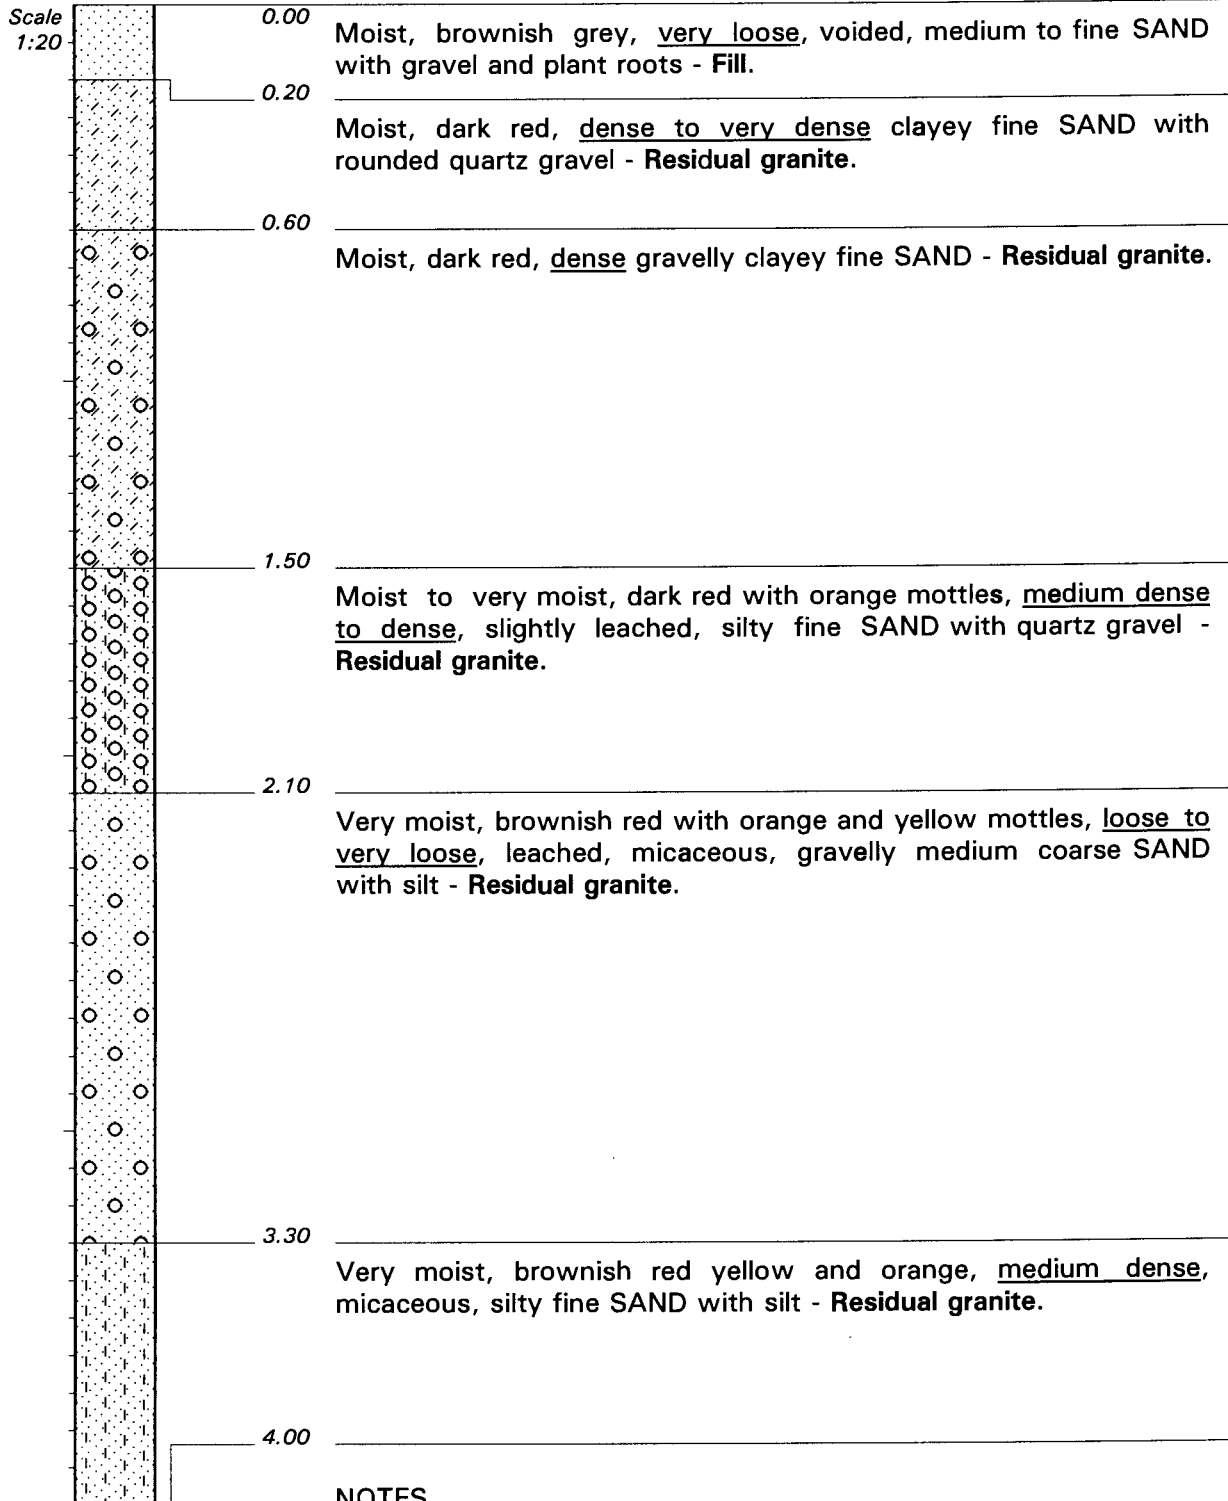 Scale
1:20
0.00
Moist, brownish grey, very loose, voided, medium to fine SAND
with gravel and plant roots - Fill.
0.20
Moist, dark red, dense to very dense clayey fine SAND with
rounded quartz gravel - Residual granite.
0.60
Moist, dark red, dense gravelly clayey fine SAND - Residual granite.
1.50
Moist to very moist, dark red with orange mottles, medium dense
to dense, slightly leached, silty fine SAND with quartz gravel -
Residual granite.
2.10
Very moist, brownish red with orange and yellow mottles, loose to
very loose, leached, micaceous, gravelly medium coarse SAND
with silt - Residual granite.
3.30
Very moist, brownish red yellow and orange, medium dense,
micaceous, silty fine SAND with silt - Residual granite.
4.00
NOTES